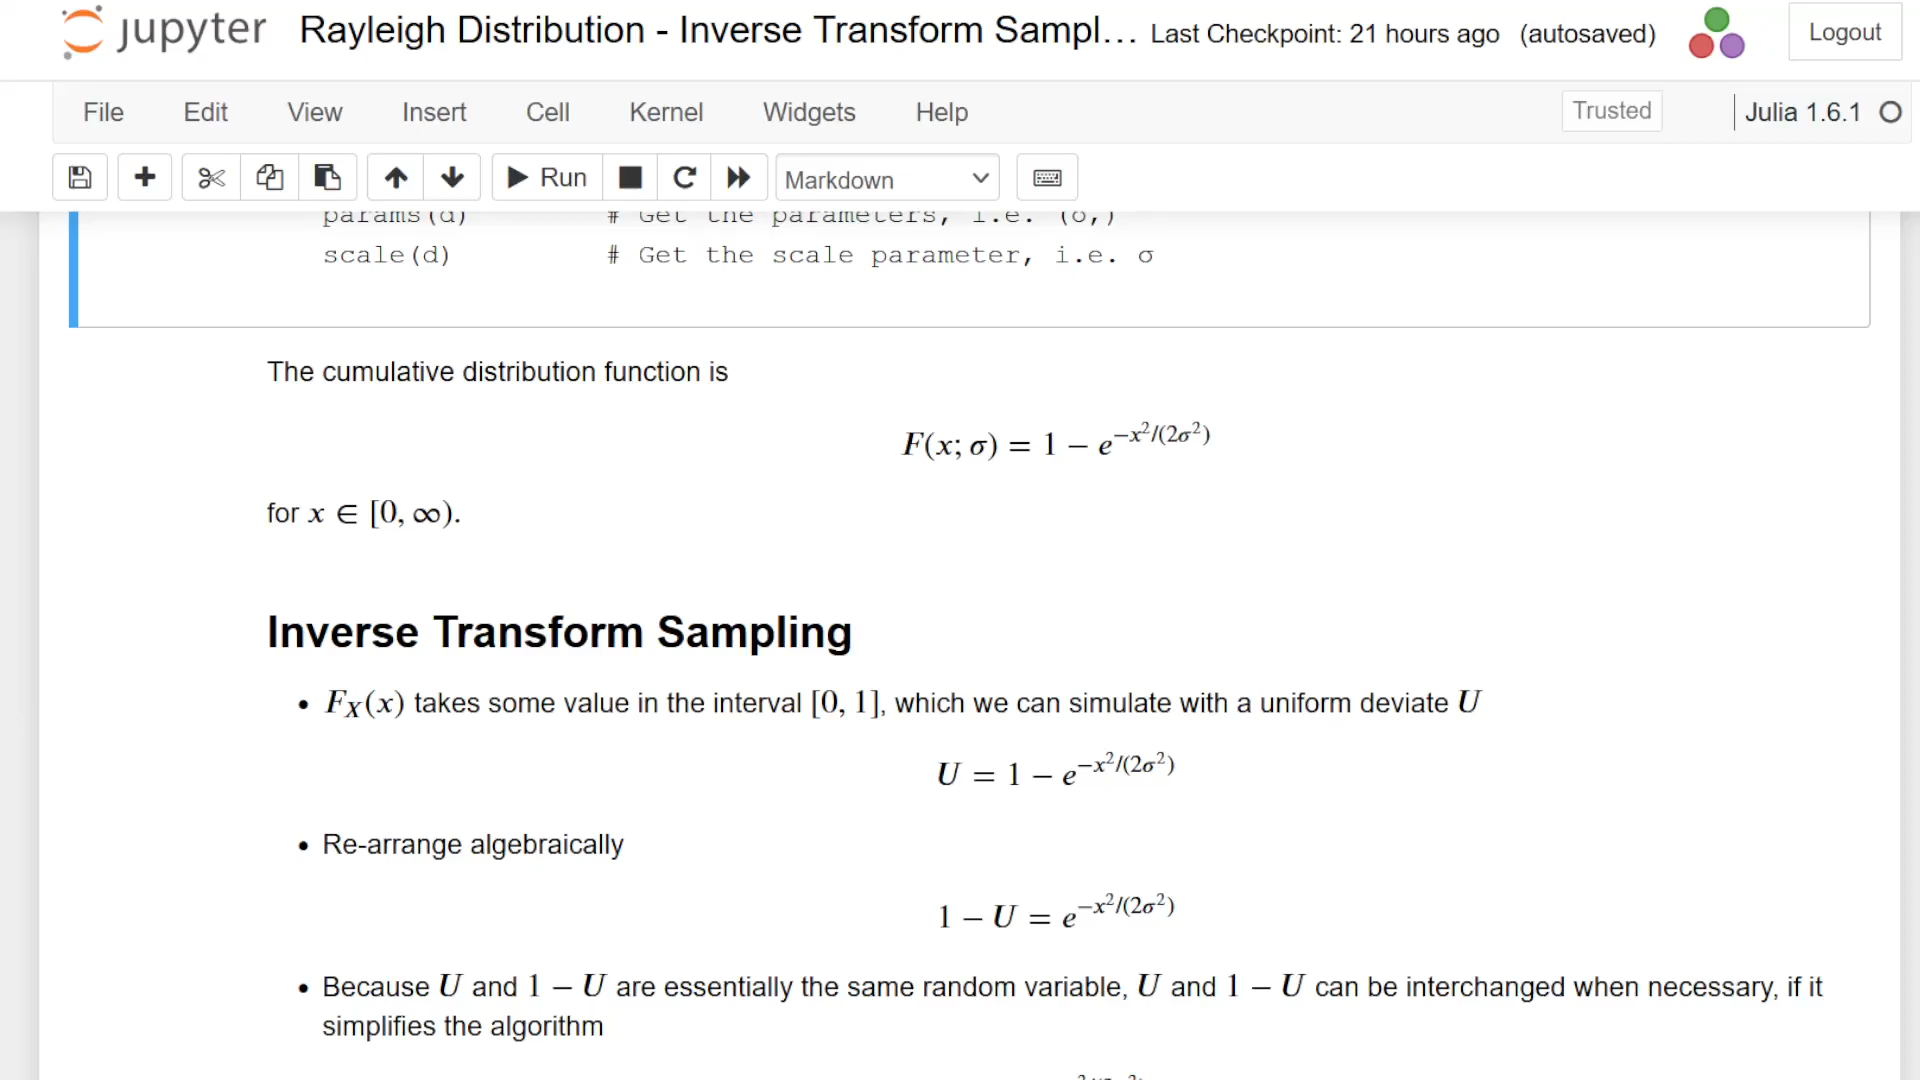 jupyter Rayleigh Distribution - Inverse Transform Sampl... Last Checkpoint: 21 hours ago (autosaved) Logout
File Edit View Insert Cell Kernel Widgets Help Trusted Julia 1.6.1
Run Markdown
params(d) # Get the parameters, i.e. (σ,)
scale(d) # Get the scale parameter, i.e. σ
The cumulative distribution function is
F(x; σ) = 1 − e^{−x²/(2σ²)}
for x ∈ [0, ∞).
Inverse Transform Sampling
• F_X(x) takes some value in the interval [0, 1], which we can simulate with a uniform deviate U
U = 1 − e^{−x²/(2σ²)}
• Re-arrange algebraically
1 − U = e^{−x²/(2σ²)}
• Because U and 1 − U are essentially the same random variable, U and 1 − U can be interchanged when necessary, if it
simplifies the algorithm